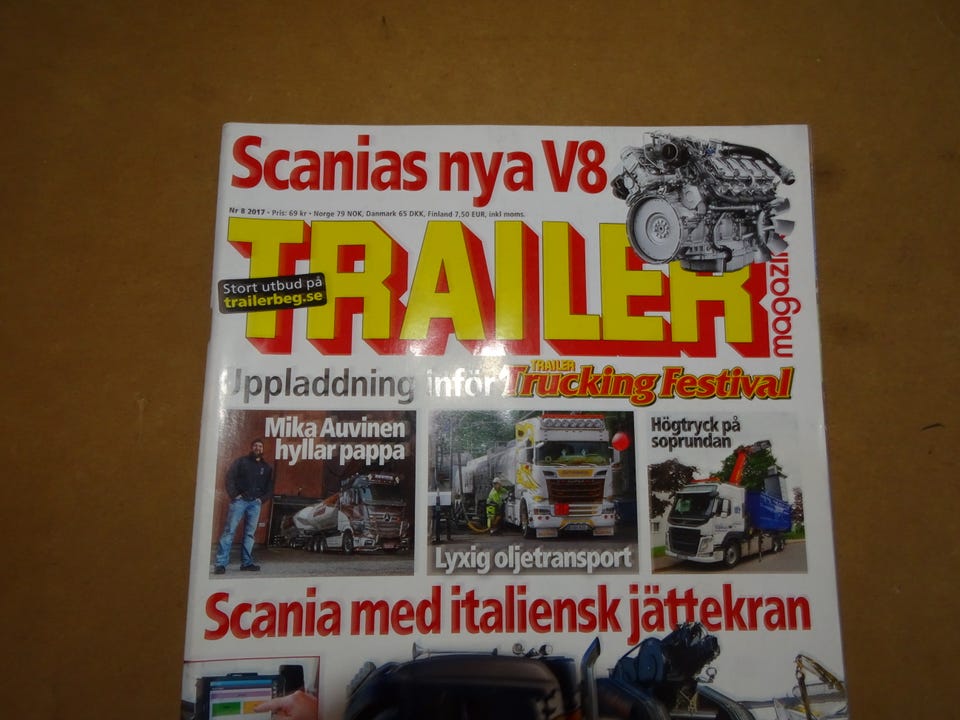 Scanias nya V8
Nr 8 2017 • Pris: 69 kr • Norge 79 NOK, Danmark 65 DKK, Finland 7,50 EUR, inkl moms.
TRAILER
magazin
Stort utbud på
trailerbeg.se
Uppladdning inför TRAILER
Trucking Festival
Mika Auvinen
hyllar pappa
Lyxig oljetransport
Högtryck på
soprundan
Scania med italiensk jättekran